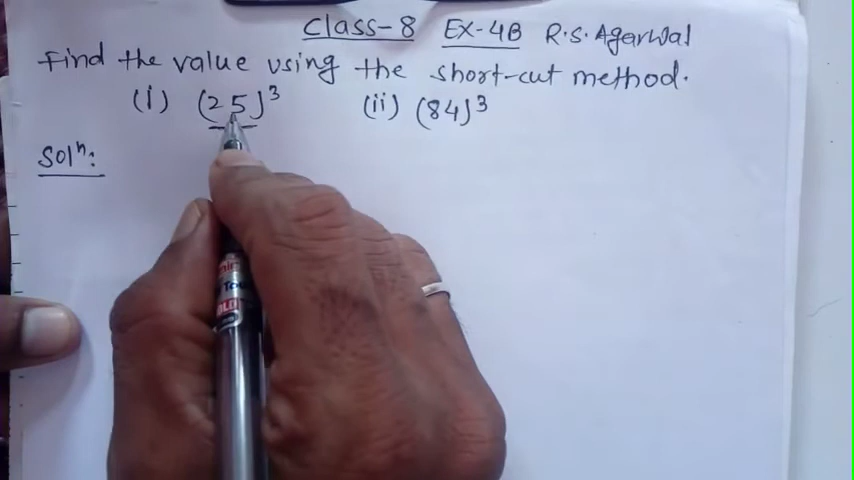 Class-8 EX-4B R.S. Agarwal
Find the value using the short-cut method.
(i) (25)³ (ii) (84)³
Solⁿ: